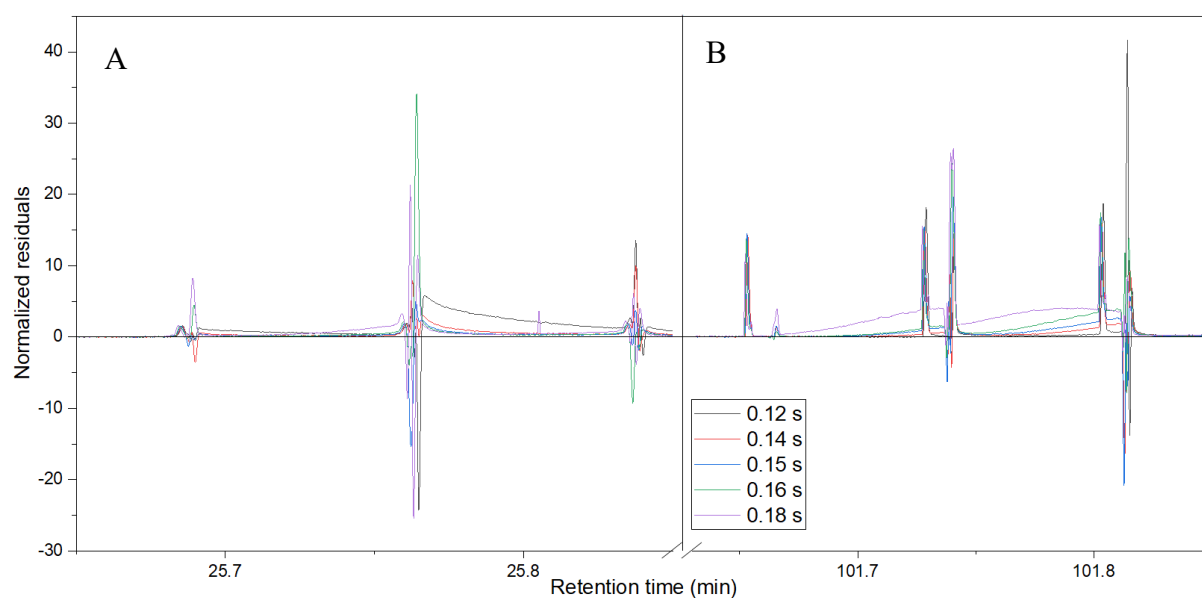 A
B
40
30
20
10
0
-10
-20
-30
Normalized residuals
0.12 s
0.14 s
0.15 s
0.16 s
0.18 s
25.7
25.8
101.7
101.8
Retention time (min)